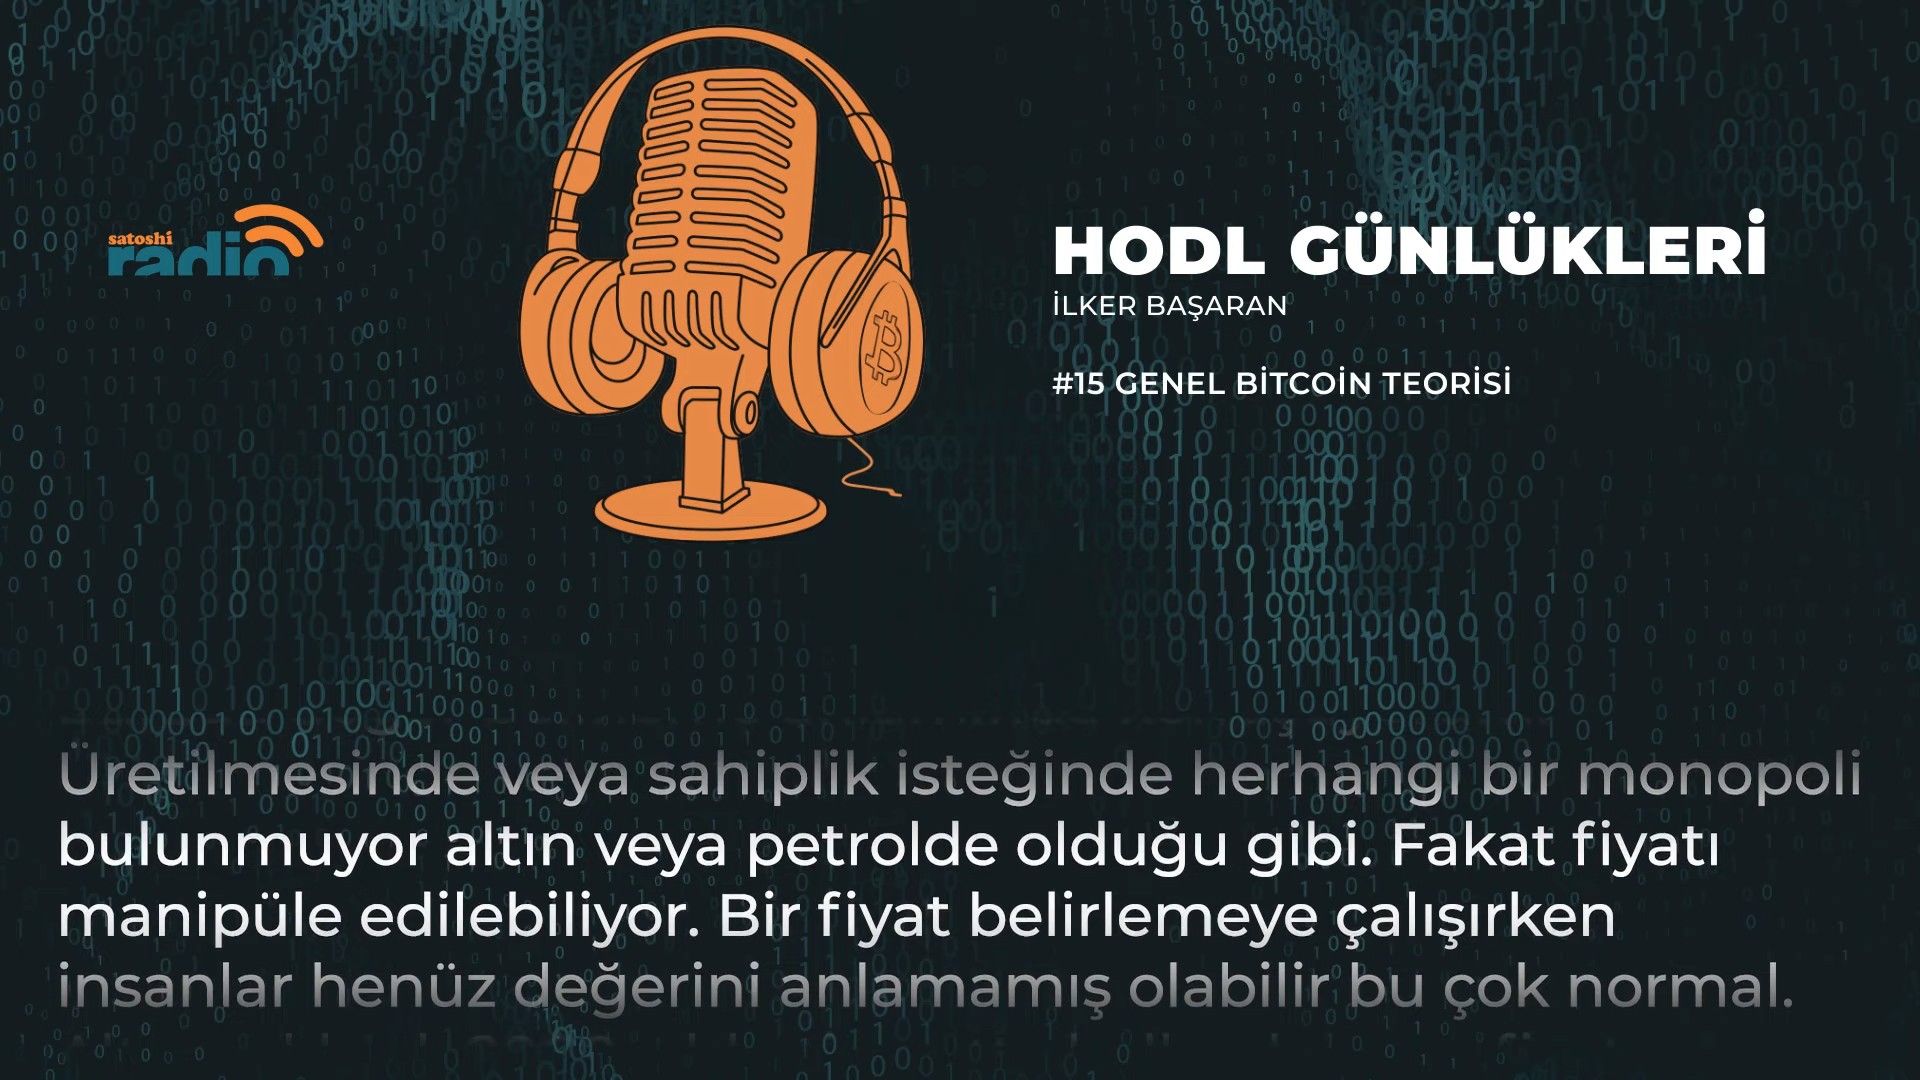 satoshi
radio
HODL GÜNLÜKLERİ
İLKER BAŞARAN
#15 GENEL BİTCOİN TEORİSİ
Üretilmesinde veya sahiplik isteğinde herhangi bir monopoli
bulunmuyor altın veya petrolde olduğu gibi. Fakat fiyatı
manipüle edilebiliyor. Bir fiyat belirlemeye çalışırken
insanlar henüz değerini anlamamış olabilir bu çok normal.